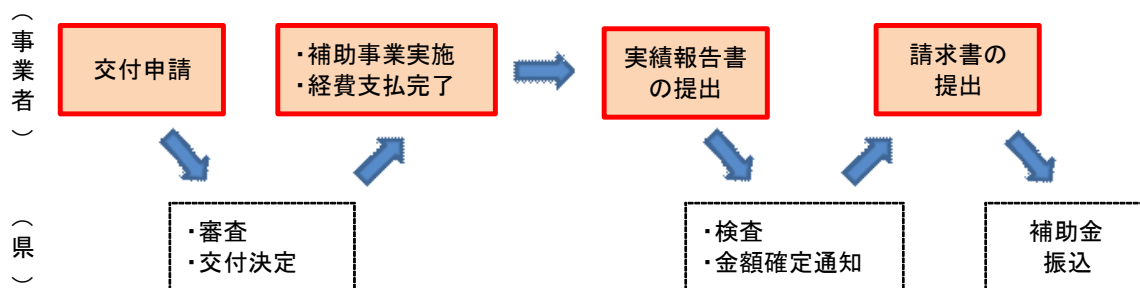 （事業者）
交付申請
・補助事業実施
・経費支払完了
実績報告書
の提出
請求書の
提出
（県）
・審査
・交付決定
・検査
・金額確定通知
補助金
振込